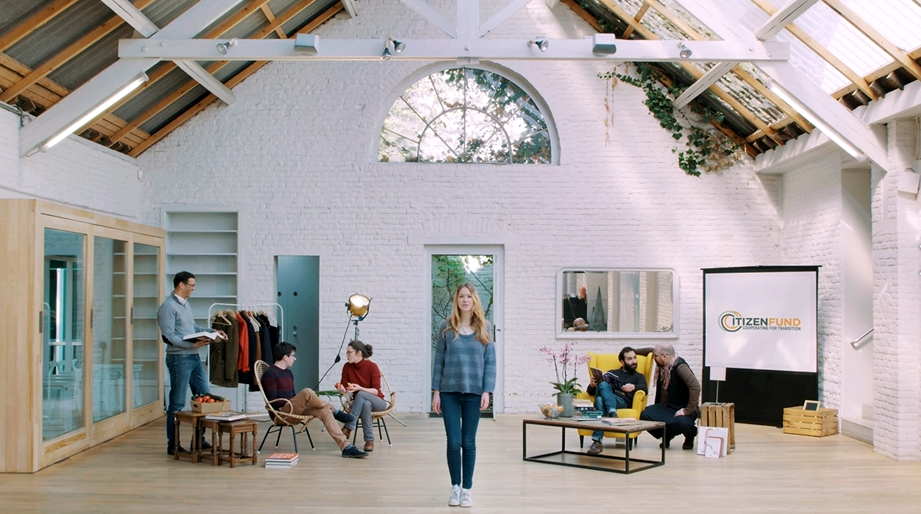 CITIZENFUND
COOPERATING FOR TRANSITION